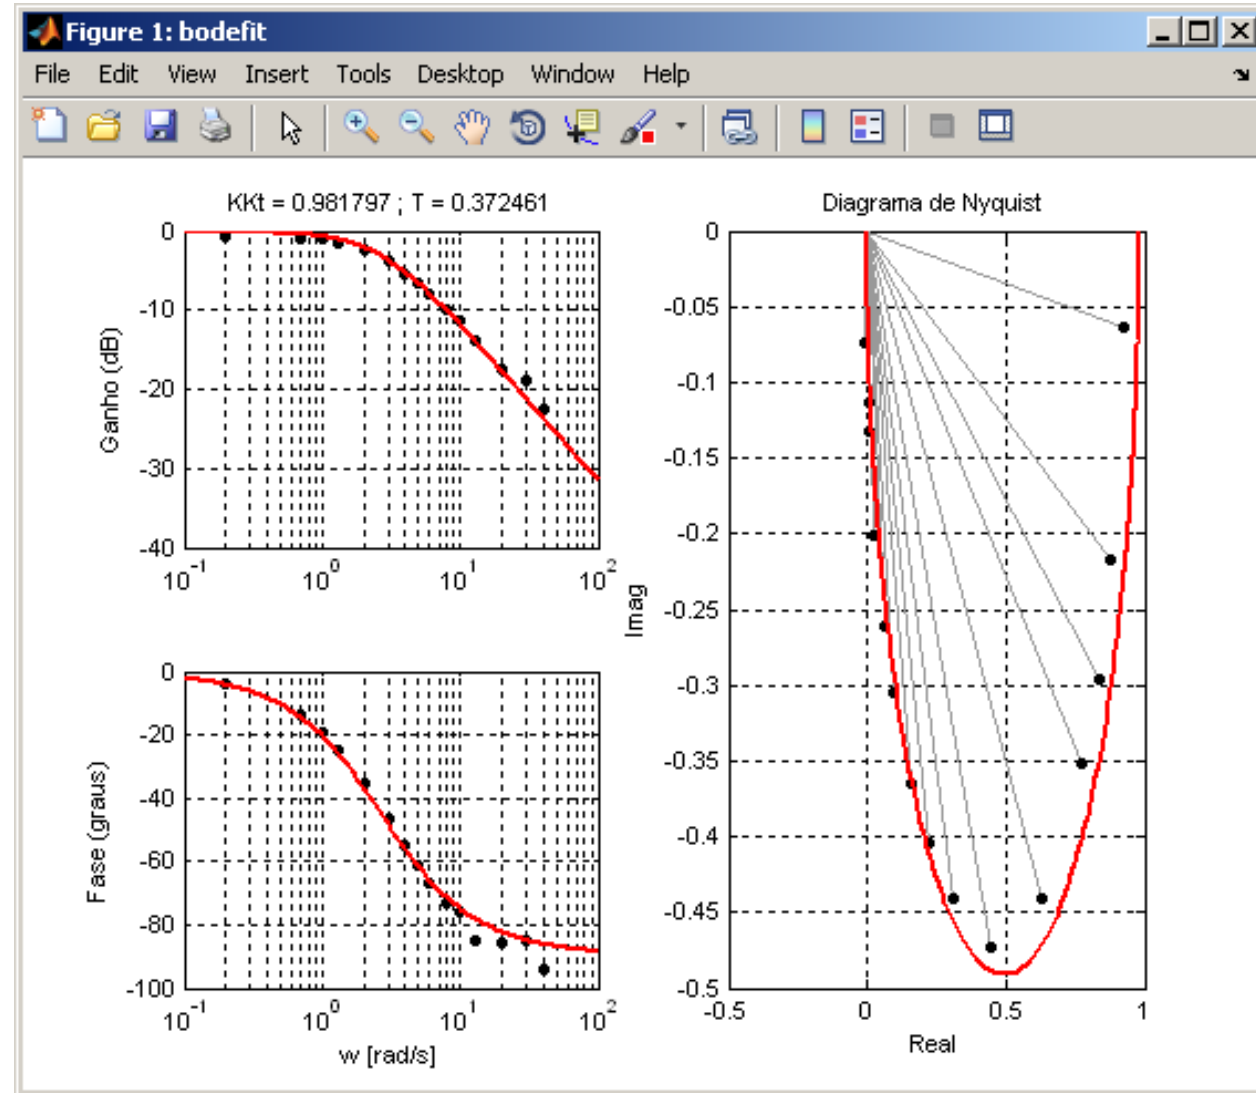 Figure 1: bodefit
File Edit View Insert Tools Desktop Window Help
KKt = 0.981797 ; T = 0.372461
0
-10
-20
-30
-40
Ganho (dB)
10^-1 10^0 10^1 10^2
0
-20
-40
-60
-80
-100
Fase (graus)
10^-1 10^0 10^1 10^2
w [rad/s]
Diagrama de Nyquist
0
-0.05
-0.1
-0.15
-0.2
-0.25
-0.3
-0.35
-0.4
-0.45
-0.5
Imag
-0.5 0 0.5 1
Real